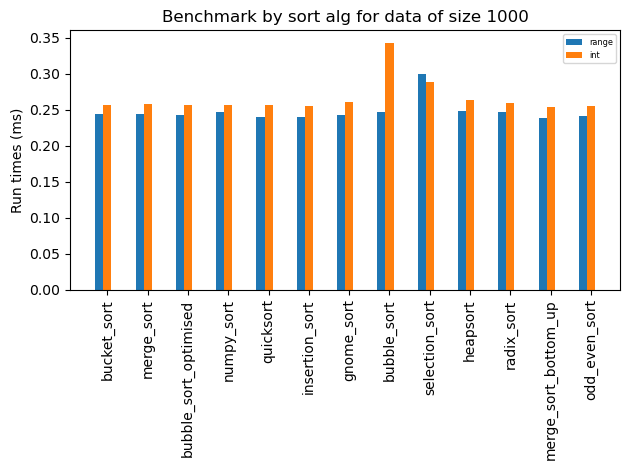 Benchmark by sort alg for data of size 1000
range
int
Run times (ms)
0.35
0.30
0.25
0.20
0.15
0.10
0.05
0.00
bucket_sort
merge_sort
bubble_sort_optimised
numpy_sort
quicksort
insertion_sort
gnome_sort
bubble_sort
selection_sort
heapsort
radix_sort
merge_sort_bottom_up
odd_even_sort